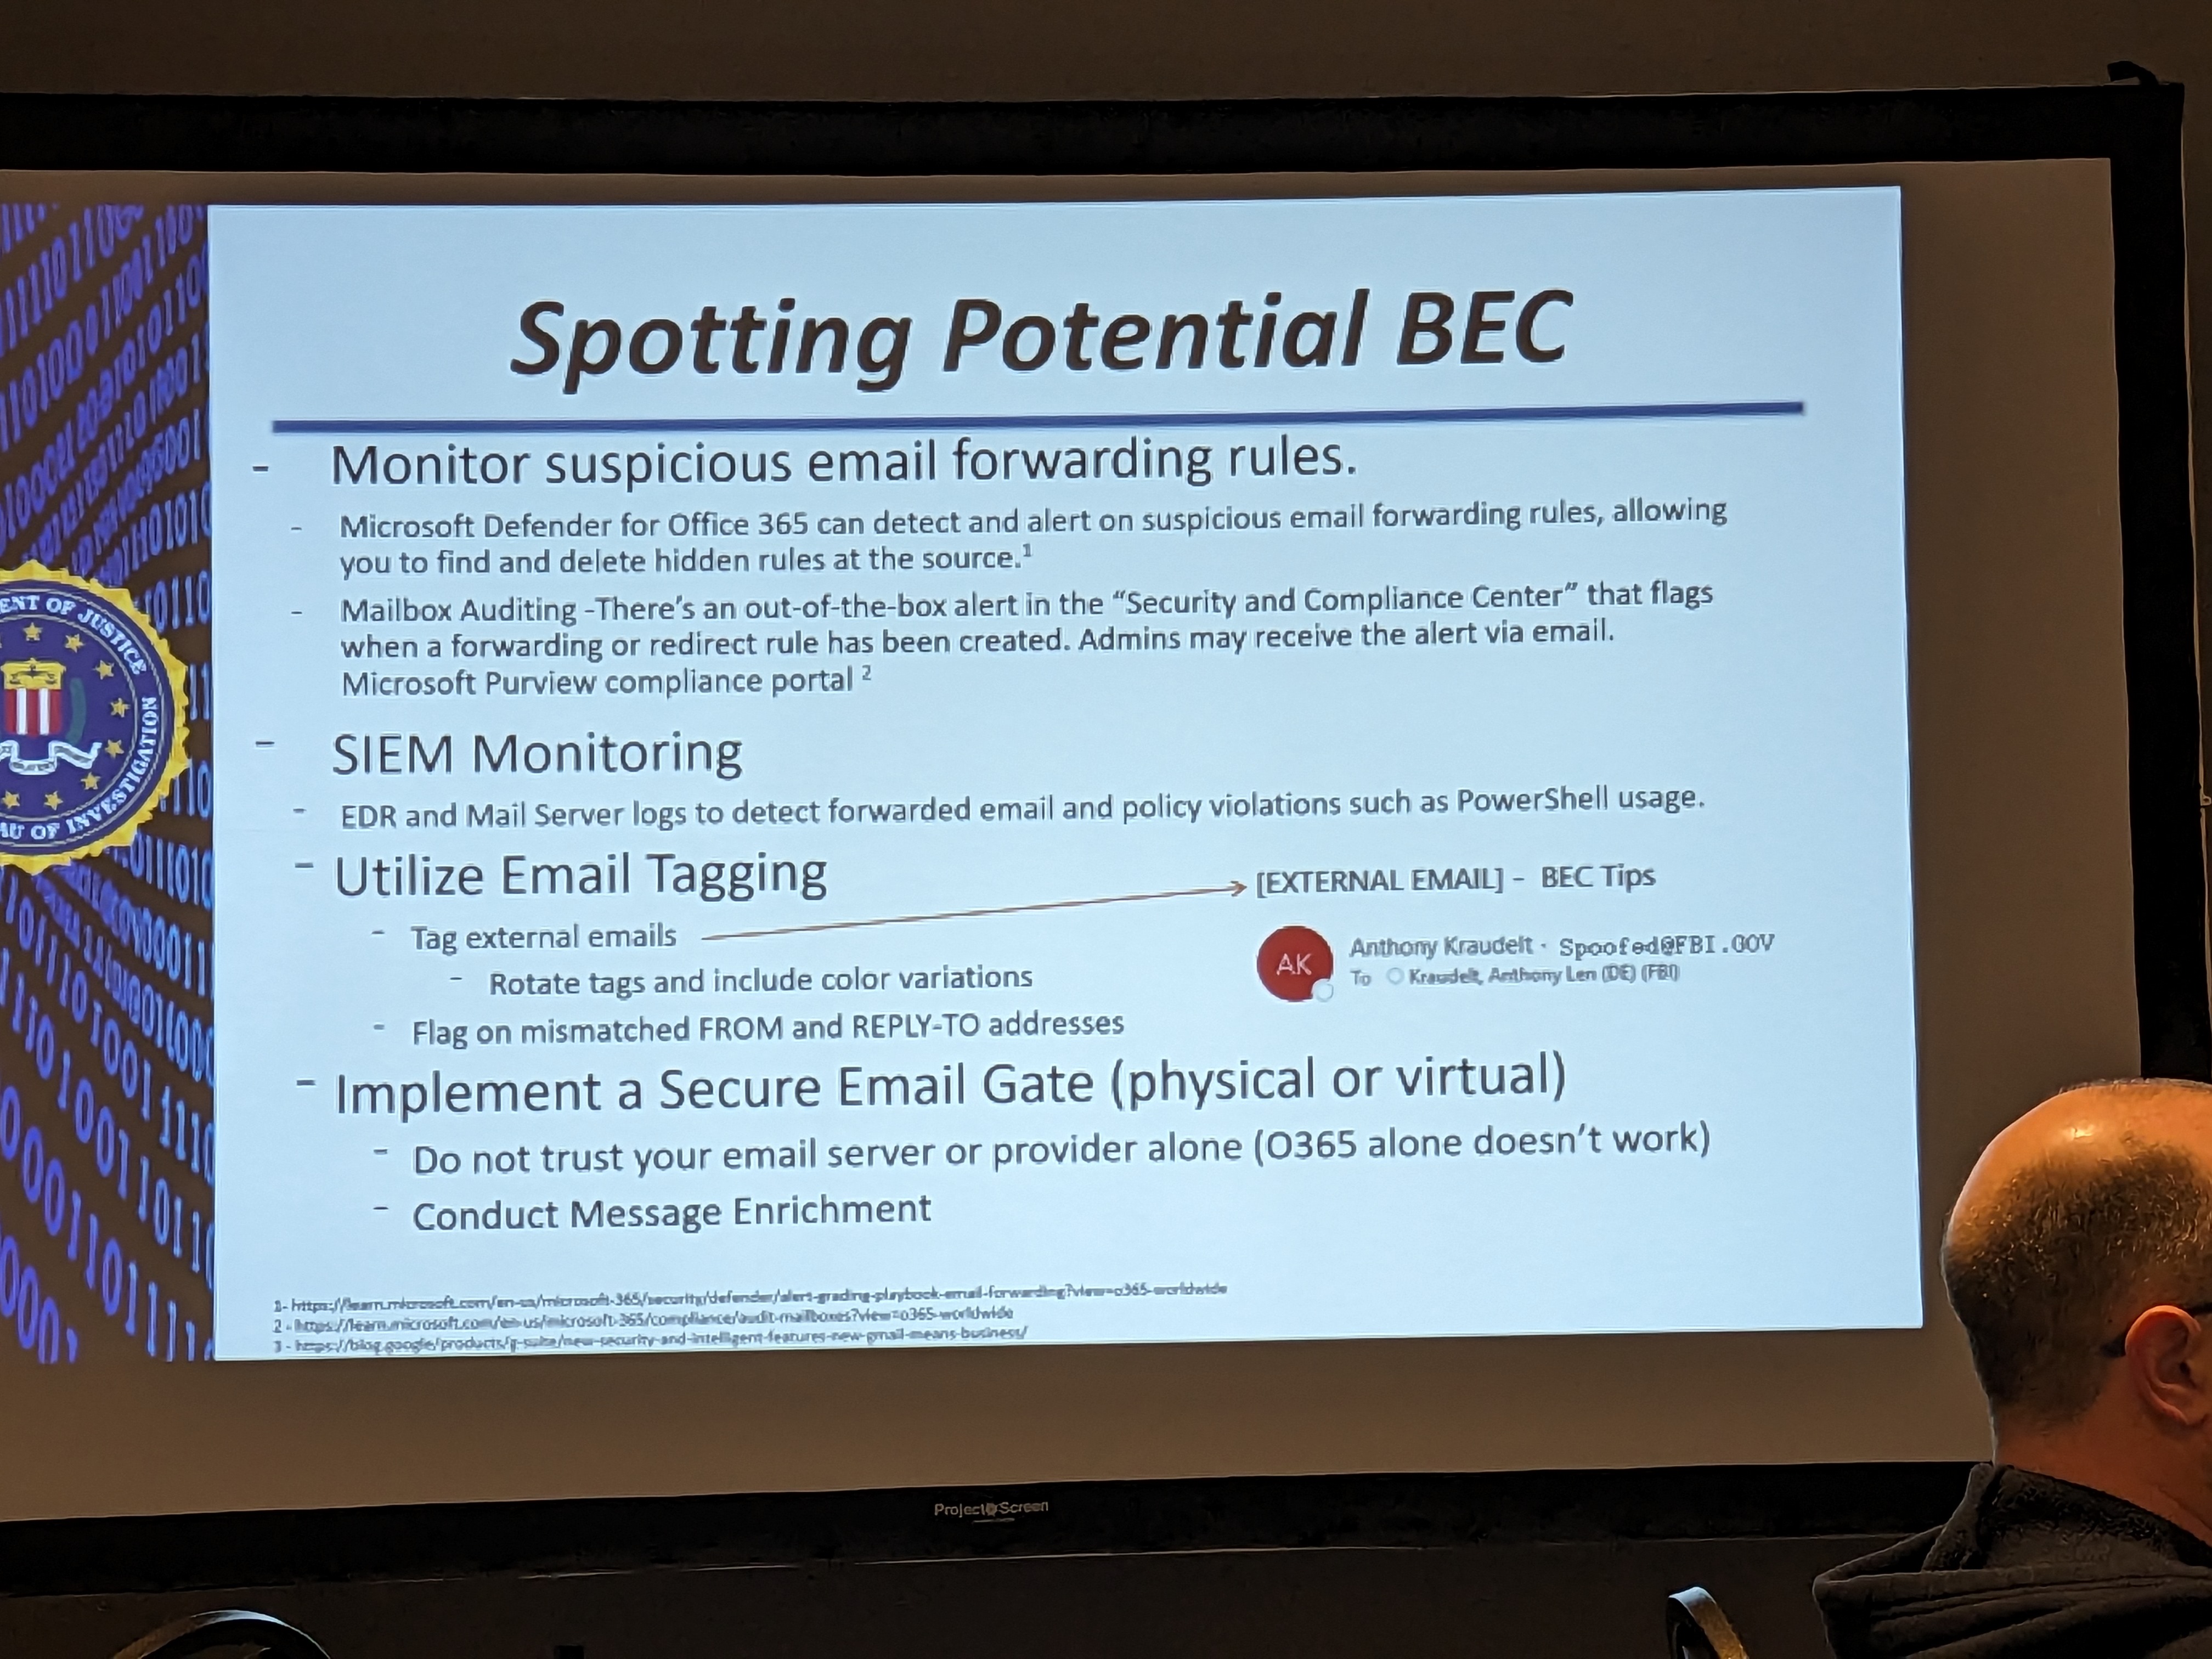 Spotting Potential BEC
- Monitor suspicious email forwarding rules.
- Microsoft Defender for Office 365 can detect and alert on suspicious email forwarding rules, allowing
you to find and delete hidden rules at the source.1
- Mailbox Auditing -There's an out-of-the-box alert in the “Security and Compliance Center” that flags
when a forwarding or redirect rule has been created. Admins may receive the alert via email.
Microsoft Purview compliance portal 2
- SIEM Monitoring
- EDR and Mail Server logs to detect forwarded email and policy violations such as PowerShell usage.
- Utilize Email Tagging
[EXTERNAL EMAIL] - BEC Tips
- Tag external emails
AK
Anthony Kraudelt - Spoofed@FBI.GOV
To Kraudelt, Anthony Len (DE) (FBI)
- Rotate tags and include color variations
- Flag on mismatched FROM and REPLY-TO addresses
- Implement a Secure Email Gate (physical or virtual)
- Do not trust your email server or provider alone (O365 alone doesn't work)
- Conduct Message Enrichment
1- https://learn.microsoft.com/en-us/microsoft-365/security/defender/alert-grading-playbook-email-forwarding?view=o365-worldwide
2 - https://learn.microsoft.com/en-us/microsoft-365/compliance/audit-mailboxes?view=o365-worldwide
3 - https://blog.google/products/g-suite/new-security-and-intelligent-features-new-gmail-means-business/
OF JUSTICE
OF INVESTIGATION
Project Screen